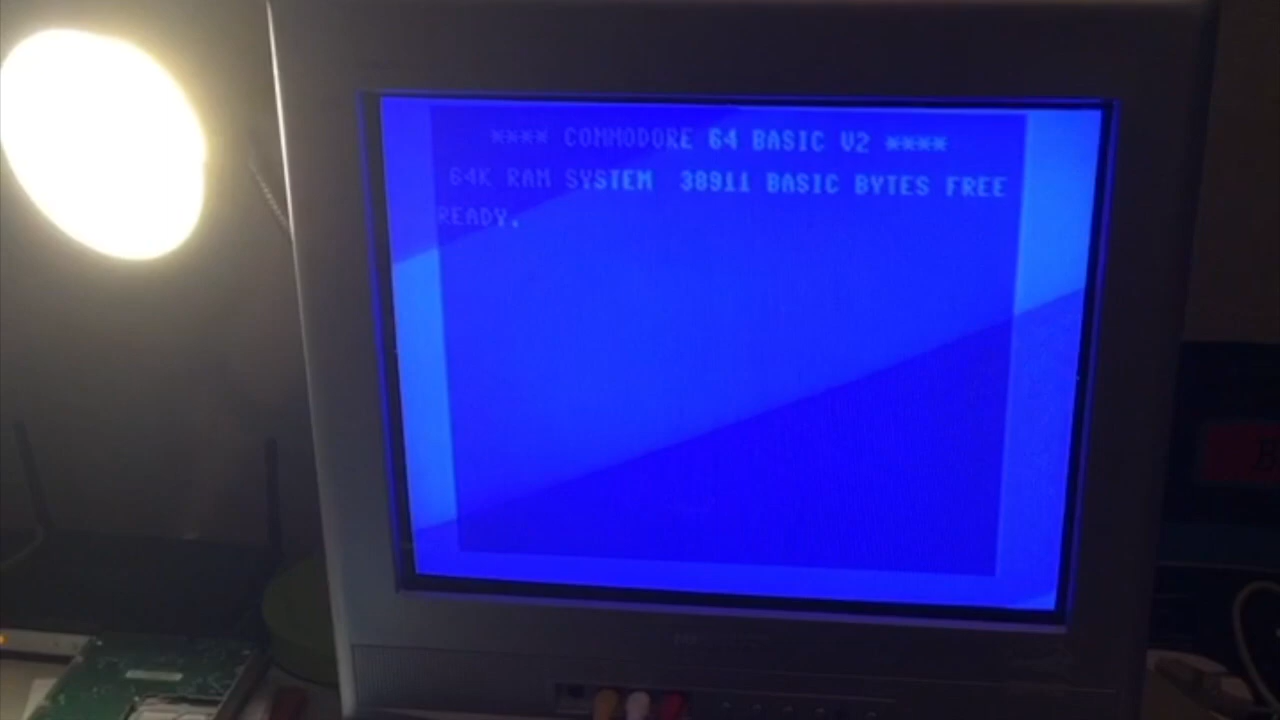 **** COMMODORE 64 BASIC V2 ****
64K RAM SYSTEM  38911 BASIC BYTES FREE
READY.